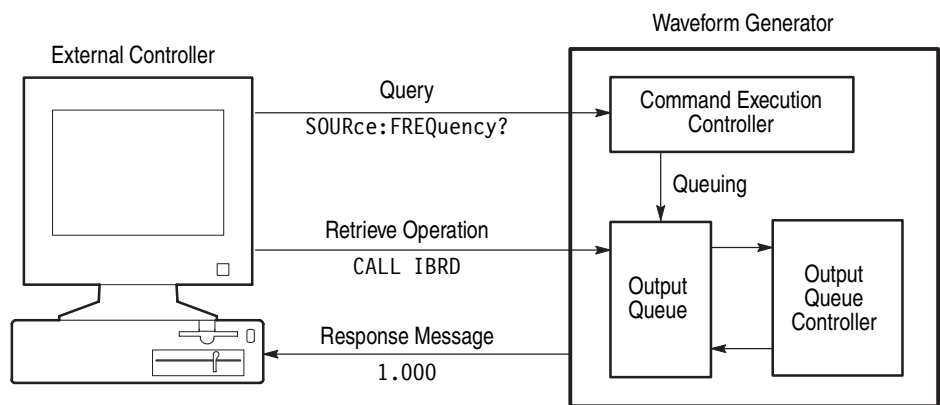 Waveform Generator
External Controller
Query
SOURce:FREQuency?
Command Execution
Controller
Queuing
Retrieve Operation
CALL IBRD
Output
Queue
Output
Queue
Controller
Response Message
1.000